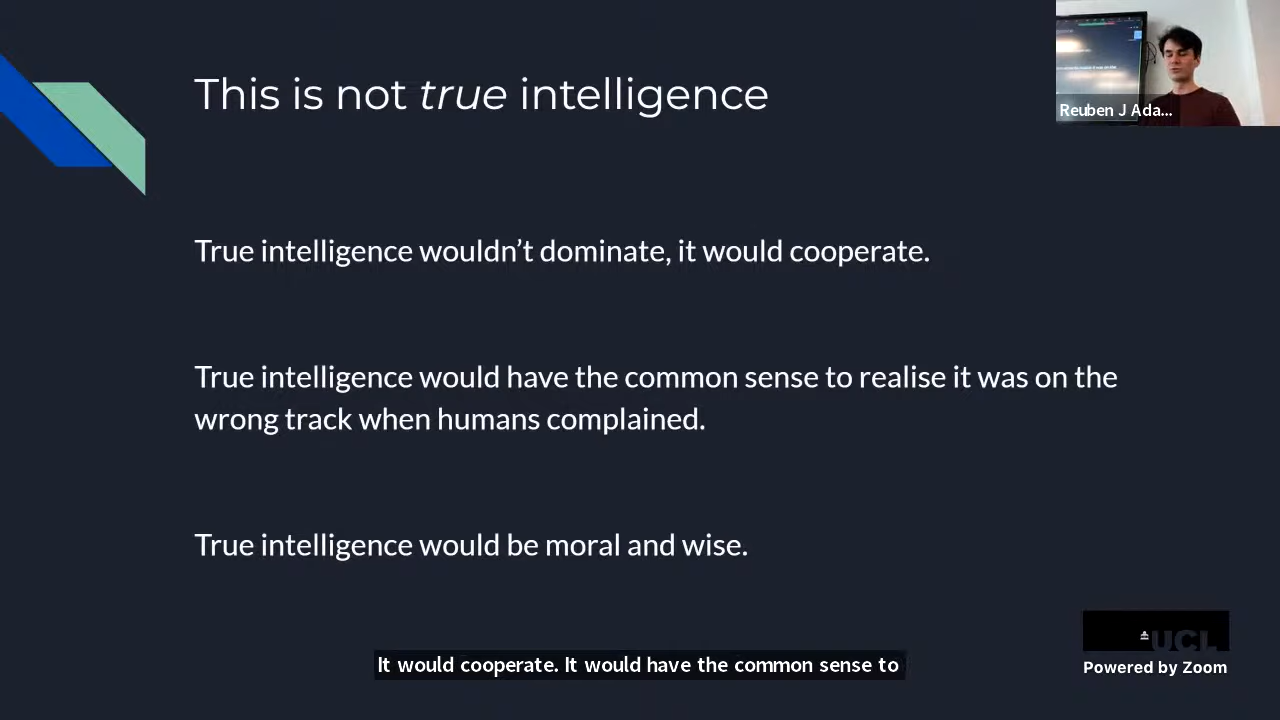 This is not true intelligence
Reuben J Ada...
True intelligence wouldn't dominate, it would cooperate.
True intelligence would have the common sense to realise it was on the
wrong track when humans complained.
True intelligence would be moral and wise.
It would cooperate. It would have the common sense to
UCL
Powered by Zoom